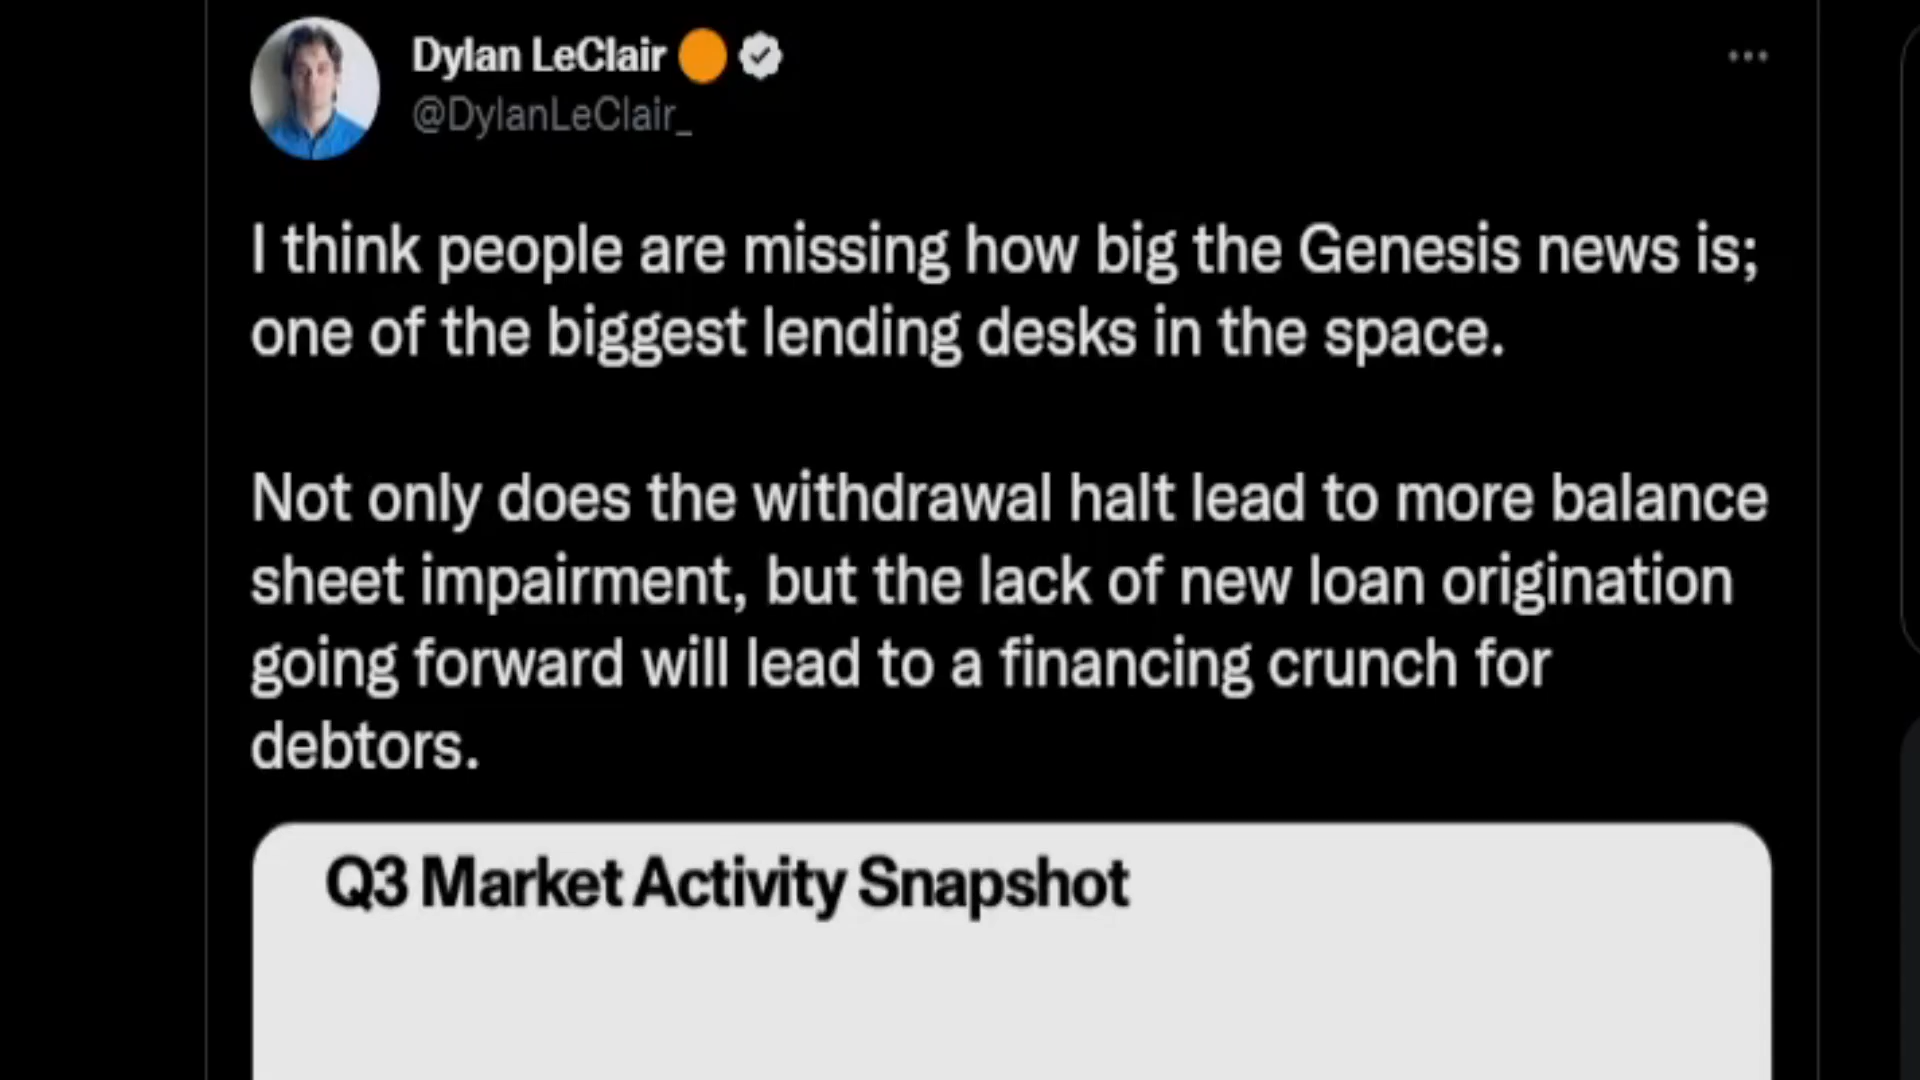 Dylan LeClair
@DylanLeClair_
I think people are missing how big the Genesis news is;
one of the biggest lending desks in the space.
Not only does the withdrawal halt lead to more balance
sheet impairment, but the lack of new loan origination
going forward will lead to a financing crunch for
debtors.
Q3 Market Activity Snapshot